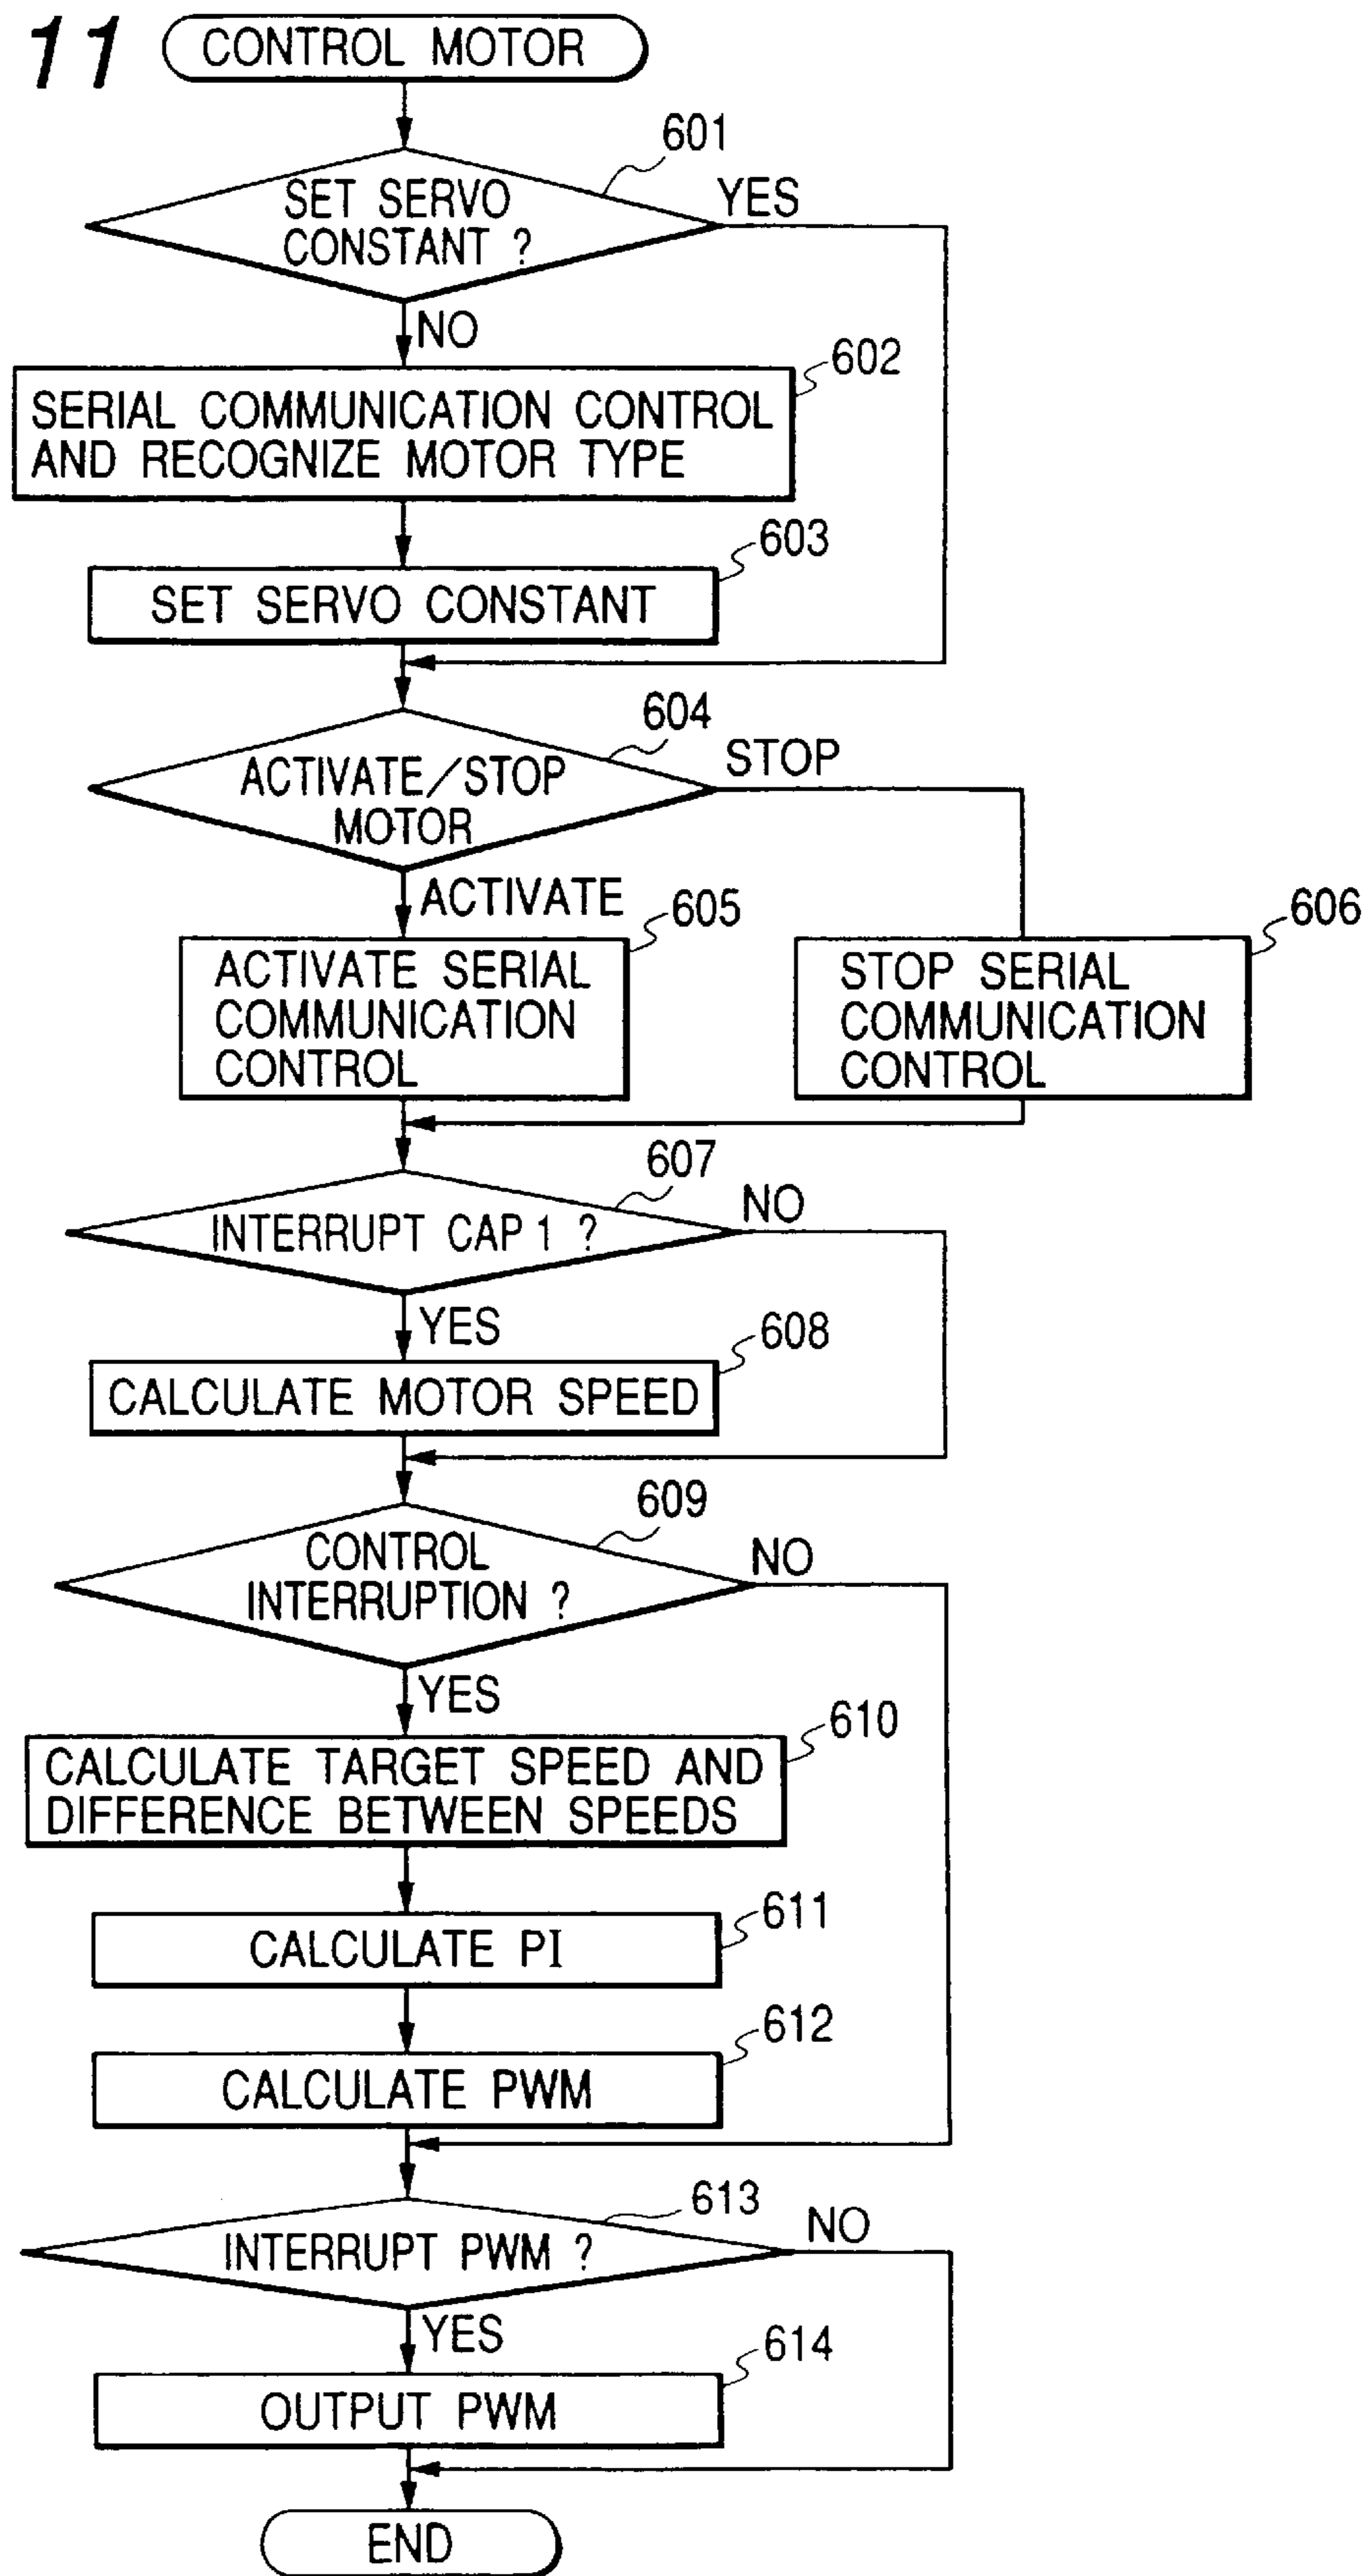 11
CONTROL MOTOR
601
SET SERVO
CONSTANT ?
YES
NO
602
SERIAL COMMUNICATION CONTROL
AND RECOGNIZE MOTOR TYPE
603
SET SERVO CONSTANT
604
ACTIVATE/STOP
MOTOR
STOP
ACTIVATE
605
606
ACTIVATE SERIAL
COMMUNICATION
CONTROL
STOP SERIAL
COMMUNICATION
CONTROL
607
INTERRUPT CAP 1 ?
NO
YES
608
CALCULATE MOTOR SPEED
609
CONTROL
INTERRUPTION ?
NO
YES
610
CALCULATE TARGET SPEED AND
DIFFERENCE BETWEEN SPEEDS
611
CALCULATE PI
612
CALCULATE PWM
613
INTERRUPT PWM ?
NO
YES
614
OUTPUT PWM
END